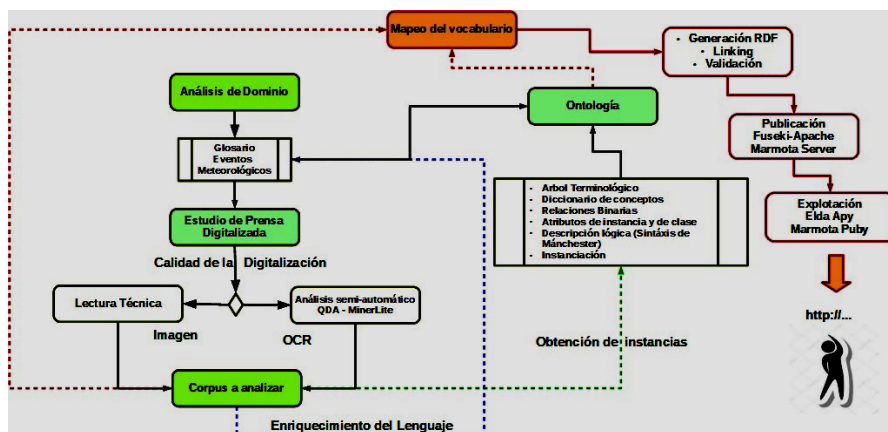 Mapeo del vocabulario
- Generación RDF
- Linking
- Validación
Análisis de Dominio
Ontología
Glosario
Eventos
Meteorológicos
Publicación
Fuseki-Apache
Marmota Server
- Arbol Terminológico
- Diccionario de conceptos
- Relaciones Binarias
- Atributos de instancia y de clase
- Descripción lógica (Sintáxis de
Mánchester)
- Instanciación
Explotación
Elda Apy
Marmota Puby
Estudio de Prensa
Digitalizada
Calidad de la Digitalización
Lectura Técnica
Análisis semi-automático
QDA - MinerLite
Imagen
OCR
Obtención de instancias
http://...
Corpus a analizar
Enriquecimiento del Lenguaje